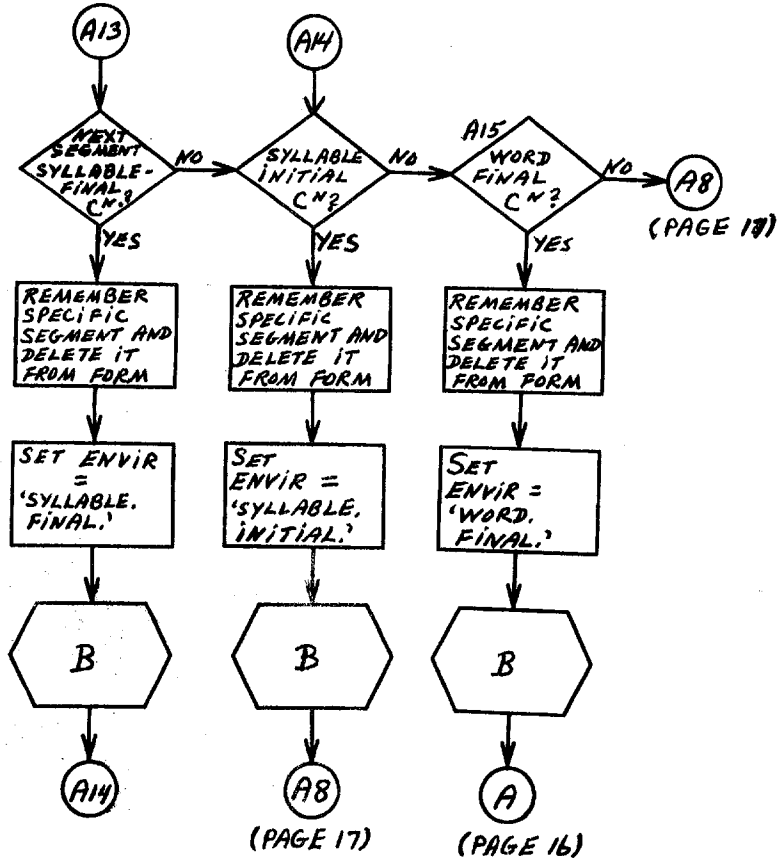 A13
NEXT
SEGMENT
SYLLABLE-
FINAL
Cᴺ?
NO
YES
REMEMBER
SPECIFIC
SEGMENT AND
DELETE IT
FROM FORM
SET ENVIR
=
'SYLLABLE.
FINAL.'
B
A14
A14
SYLLABLE
INITIAL
Cᴺ?
NO
YES
REMEMBER
SPECIFIC
SEGMENT AND
DELETE IT
FROM FORM
SET
ENVIR =
'SYLLABLE.
INITIAL.'
B
A8
(PAGE 17)
A15
WORD
FINAL
Cᴺ?
NO
A8
(PAGE 17)
YES
REMEMBER
SPECIFIC
SEGMENT AND
DELETE IT
FROM FORM
SET
ENVIR =
'WORD.
FINAL.'
B
A
(PAGE 16)